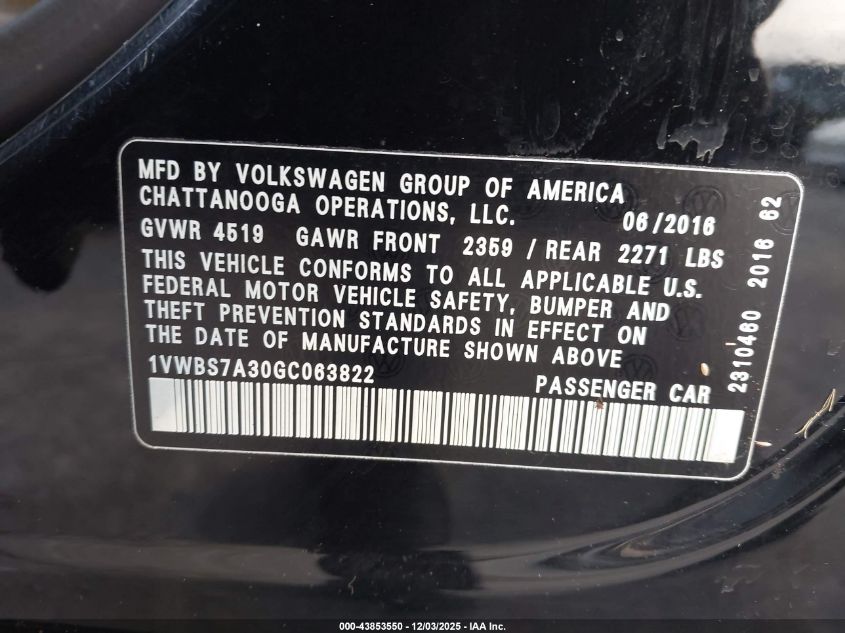 MFD BY VOLKSWAGEN GROUP OF AMERICA
CHATTANOOGA OPERATIONS, LLC. 06/2016
GVWR 4519 GAWR FRONT 2359 / REAR 2271 LBS
THIS VEHICLE CONFORMS TO ALL APPLICABLE U.S.
FEDERAL MOTOR VEHICLE SAFETY, BUMPER AND
THEFT PREVENTION STANDARDS IN EFFECT ON
THE DATE OF MANUFACTURE SHOWN ABOVE
1VWBS7A30GC063822 PASSENGER CAR
2310460 2016 62
000-43853550 - 12/03/2025 - IAA Inc.